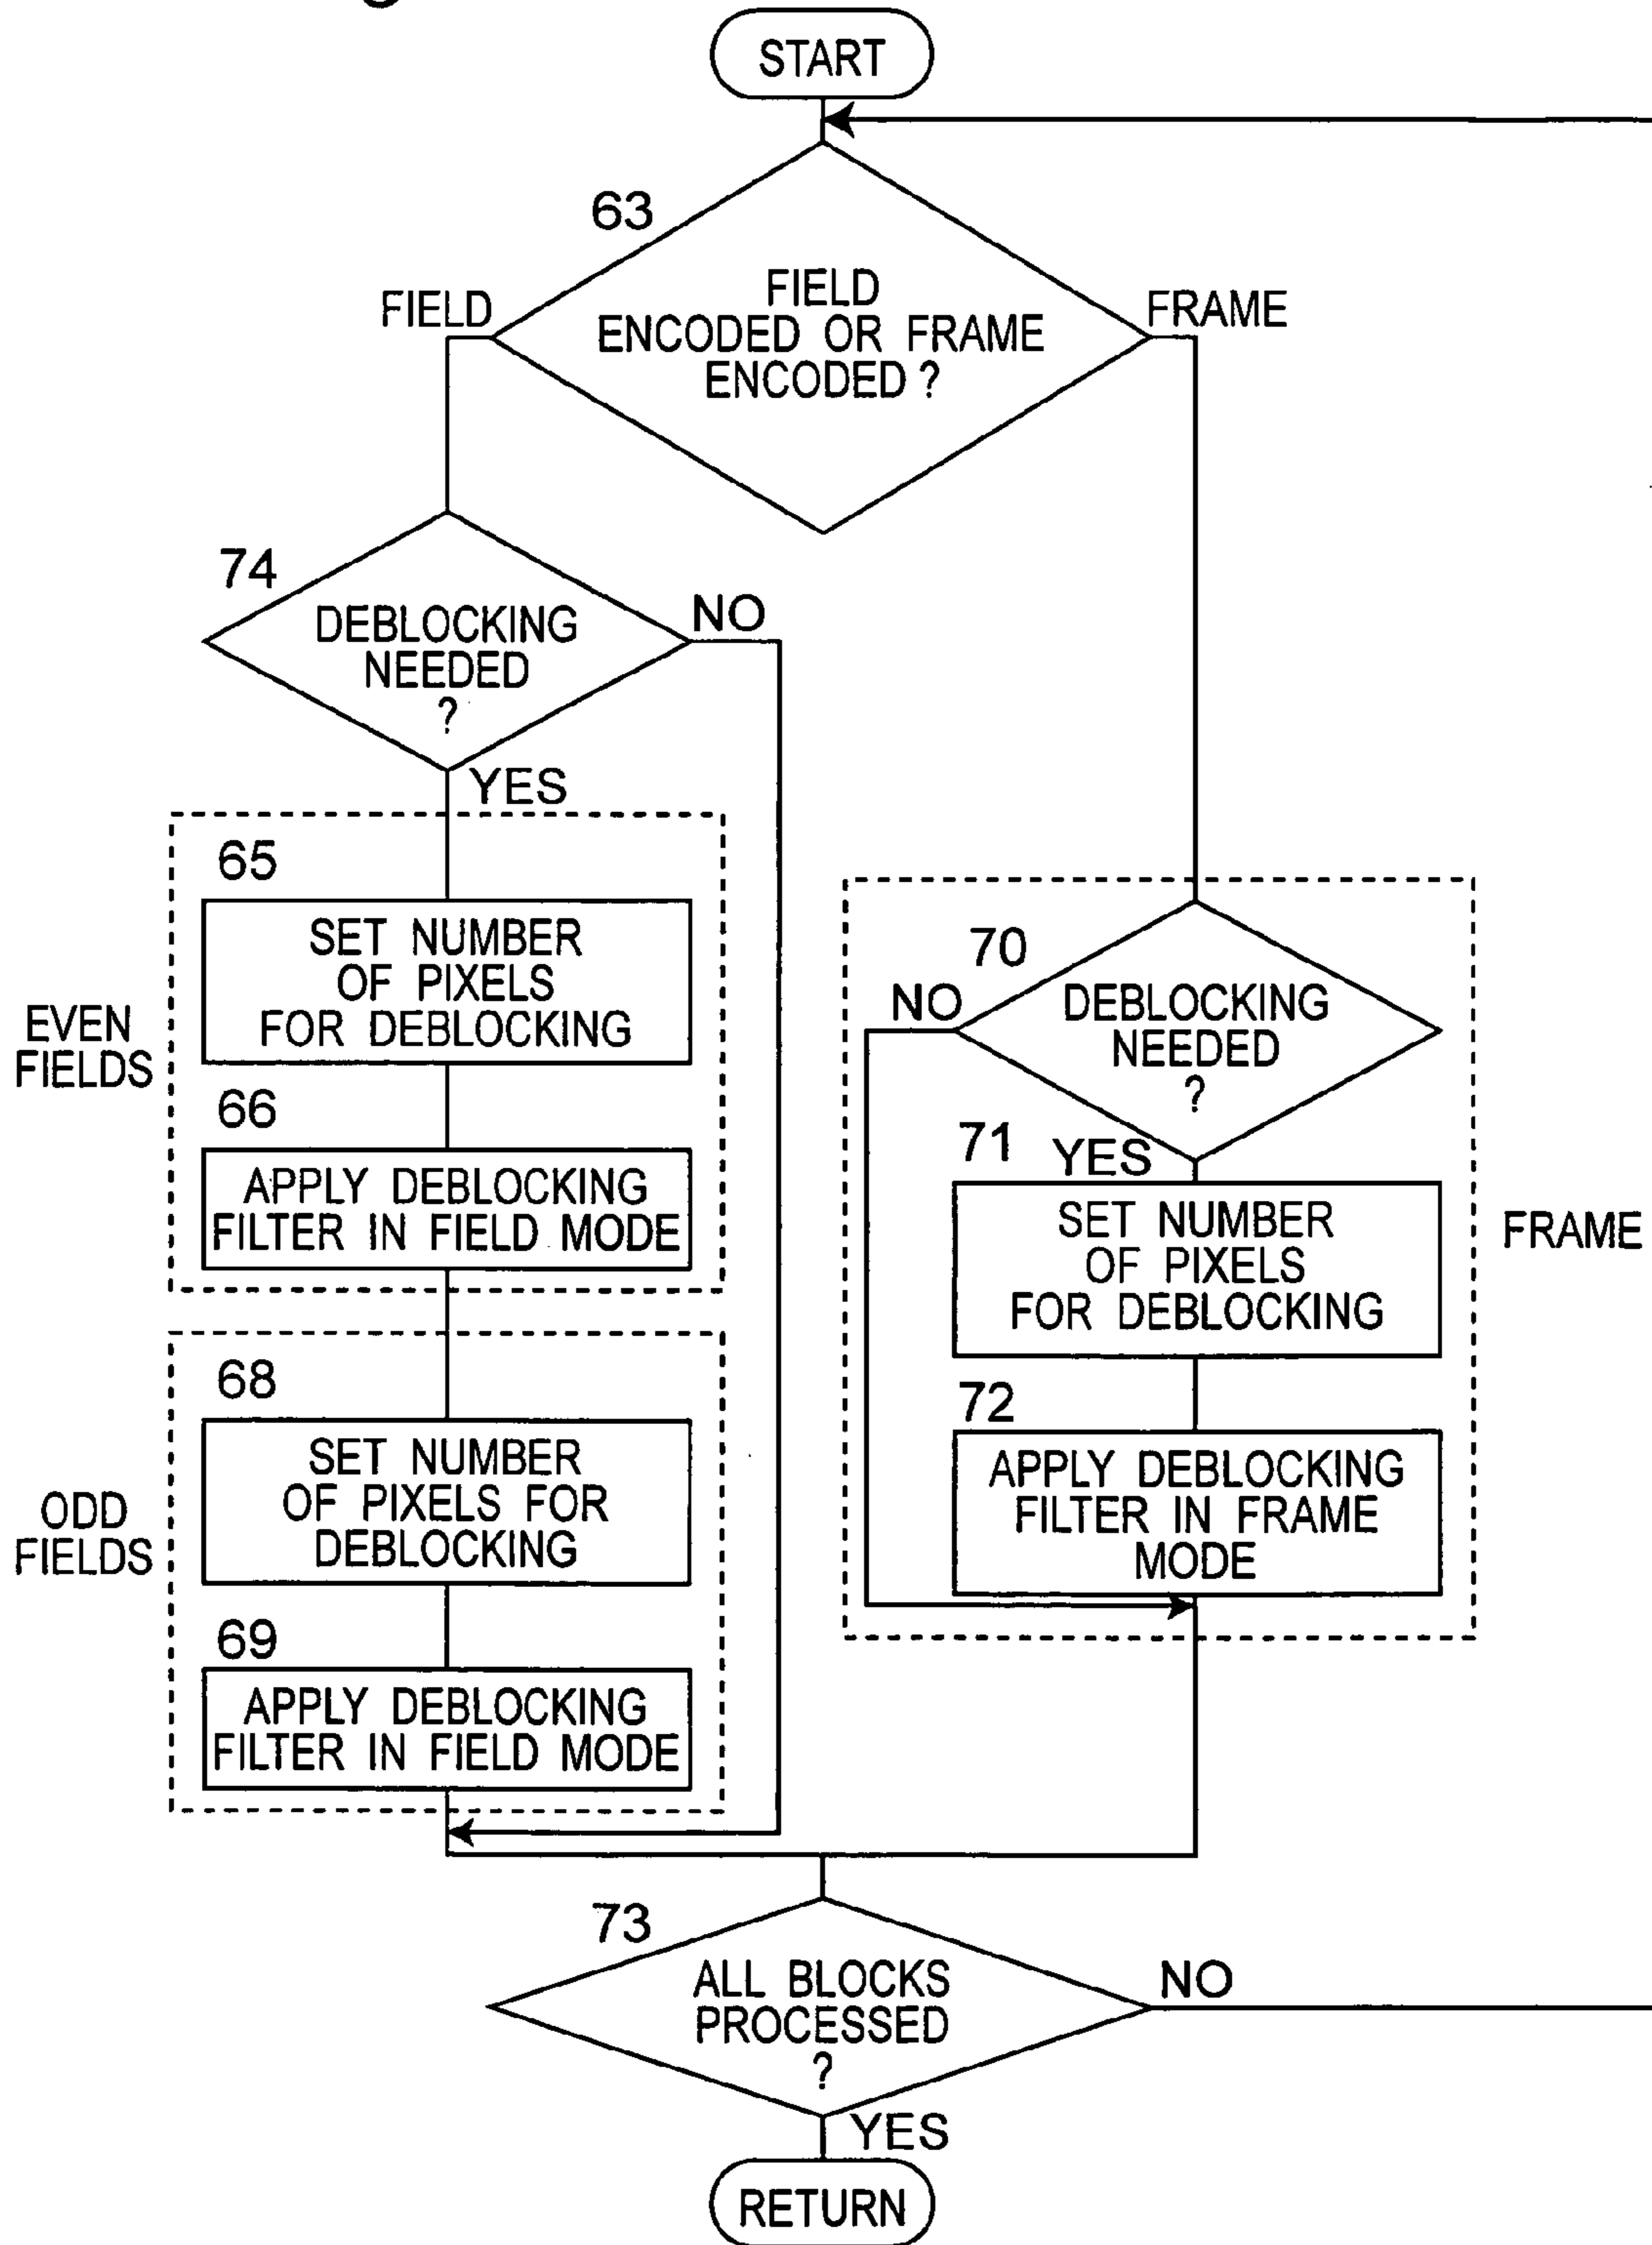 START
63
FIELD
ENCODED OR FRAME
ENCODED ?
FIELD
FRAME
74
DEBLOCKING
NEEDED
?
NO
YES
EVEN
FIELDS
65
SET NUMBER
OF PIXELS
FOR DEBLOCKING
66
APPLY DEBLOCKING
FILTER IN FIELD MODE
ODD
FIELDS
68
SET NUMBER
OF PIXELS FOR
DEBLOCKING
69
APPLY DEBLOCKING
FILTER IN FIELD MODE
70
DEBLOCKING
NEEDED
?
NO
YES
71
SET NUMBER
OF PIXELS
FOR DEBLOCKING
FRAME
72
APPLY DEBLOCKING
FILTER IN FRAME
MODE
73
ALL BLOCKS
PROCESSED
?
NO
YES
RETURN